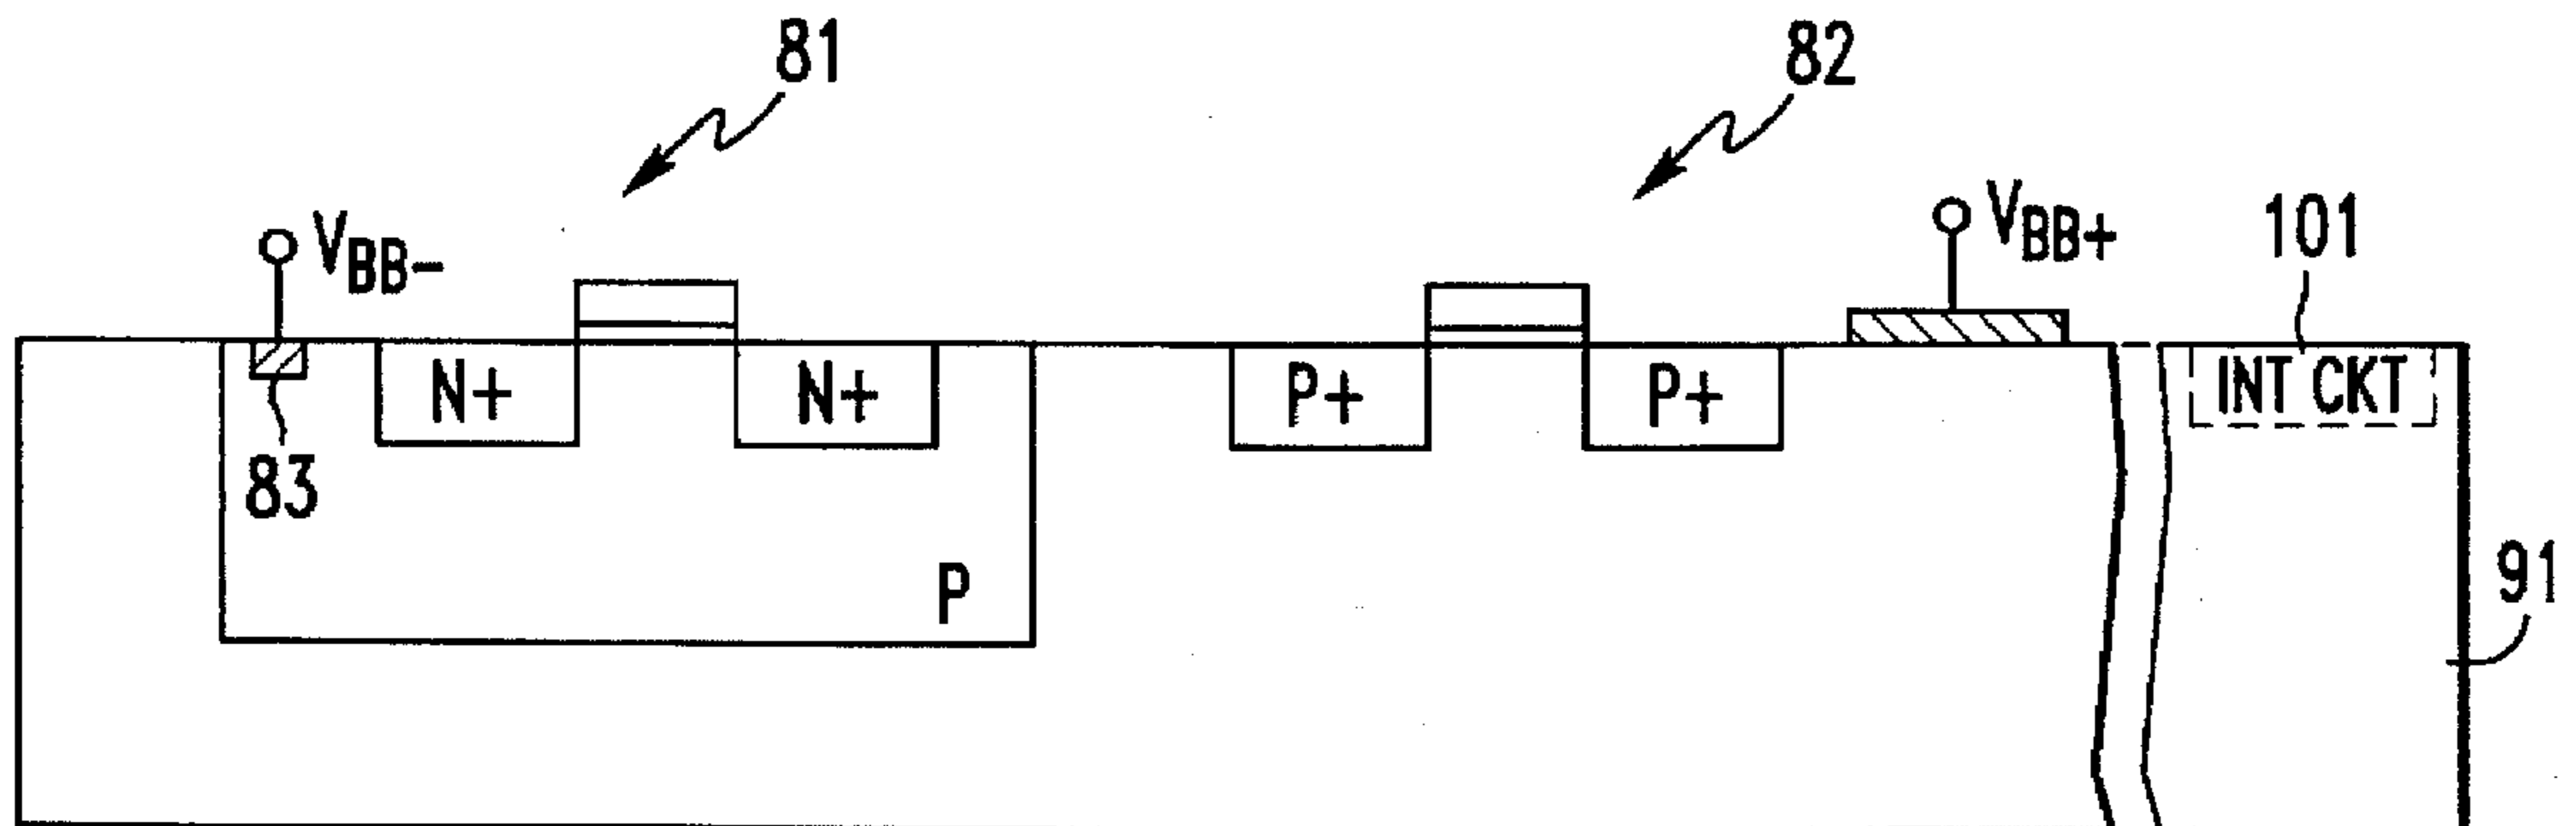 81
82
VBB-
VBB+
101
N+
N+
P+
P+
INT CKT
83
P
91